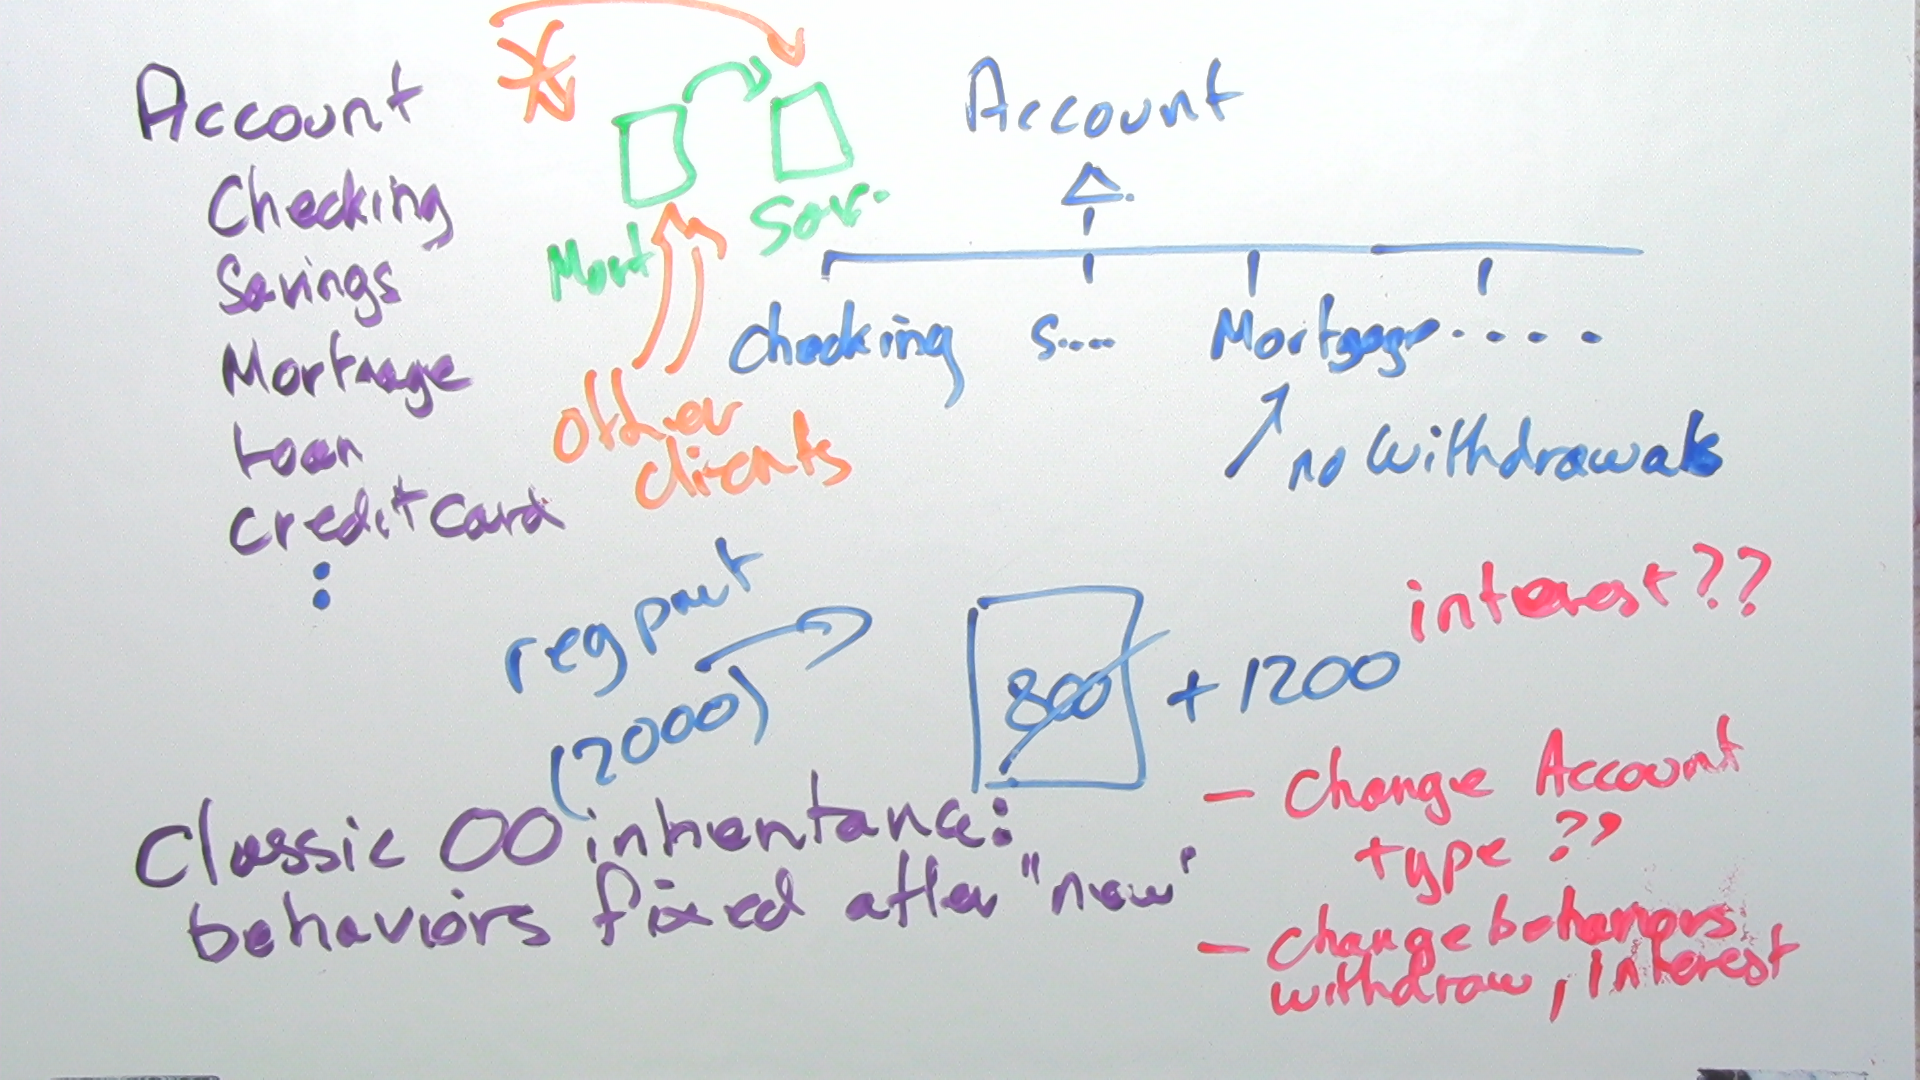 Account
Checking
Savings
Mortgage
Loan
Credit Card
Mort
Sav.
other
clients
Account
Checking S.... Mortgage.....
no withdrawals
reg pmt
(2000)
800 + 1200
interest??
- Change Account
type ??
- Change behaviors
withdraw, interest
Classic OO inheritance:
behaviors fixed after "new"